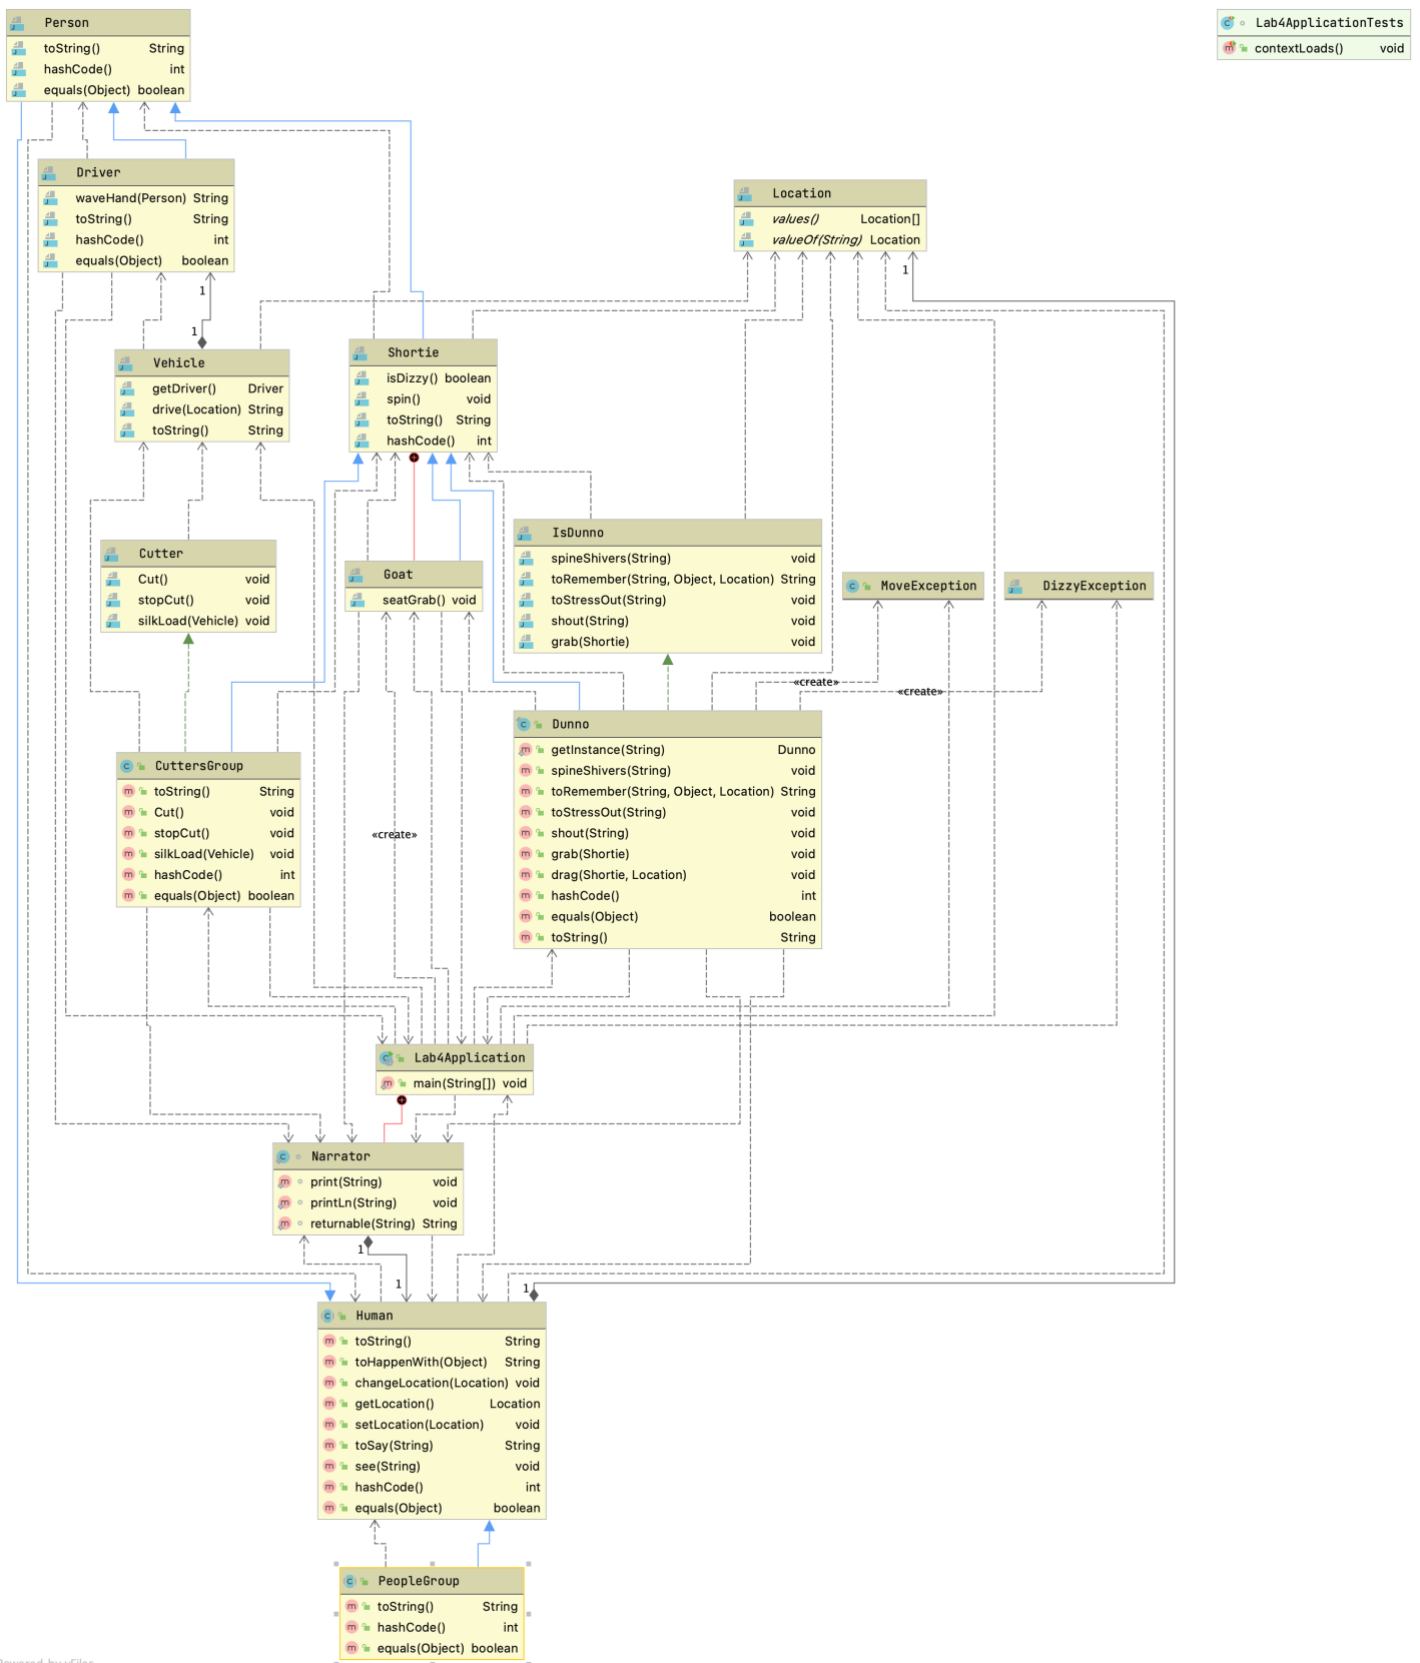 Person
toString() String
hashCode() int
equals(Object) boolean
Lab4ApplicationTests
contextLoads() void
Driver
waveHand(Person) String
toString() String
hashCode() int
equals(Object) boolean
Location
values() Location[]
valueOf(String) Location
1
1
1
Vehicle
getDriver() Driver
drive(Location) String
toString() String
Shortie
isDizzy() boolean
spin() void
toString() String
hashCode() int
Cutter
Cut() void
stopCut() void
silkLoad(Vehicle) void
Goat
seatGrab() void
IsDunno
spineShivers(String) void
toRemember(String, Object, Location) String
toStressOut(String) void
shout(String) void
grab(Shortie) void
MoveException
DizzyException
«create»
«create»
CuttersGroup
toString() String
Cut() void
stopCut() void
silkLoad(Vehicle) void
hashCode() int
equals(Object) boolean
«create»
Dunno
getInstance(String) Dunno
spineShivers(String) void
toRemember(String, Object, Location) String
toStressOut(String) void
shout(String) void
grab(Shortie) void
drag(Shortie, Location) void
hashCode() int
equals(Object) boolean
toString() String
Lab4Application
main(String[]) void
Narrator
print(String) void
printLn(String) void
returnable(String) String
1
1
1
Human
toString() String
toHappenWith(Object) String
changeLocation(Location) void
getLocation() Location
setLocation(Location) void
toSay(String) String
see(String) void
hashCode() int
equals(Object) boolean
PeopleGroup
toString() String
hashCode() int
equals(Object) boolean
Powered by yFiles